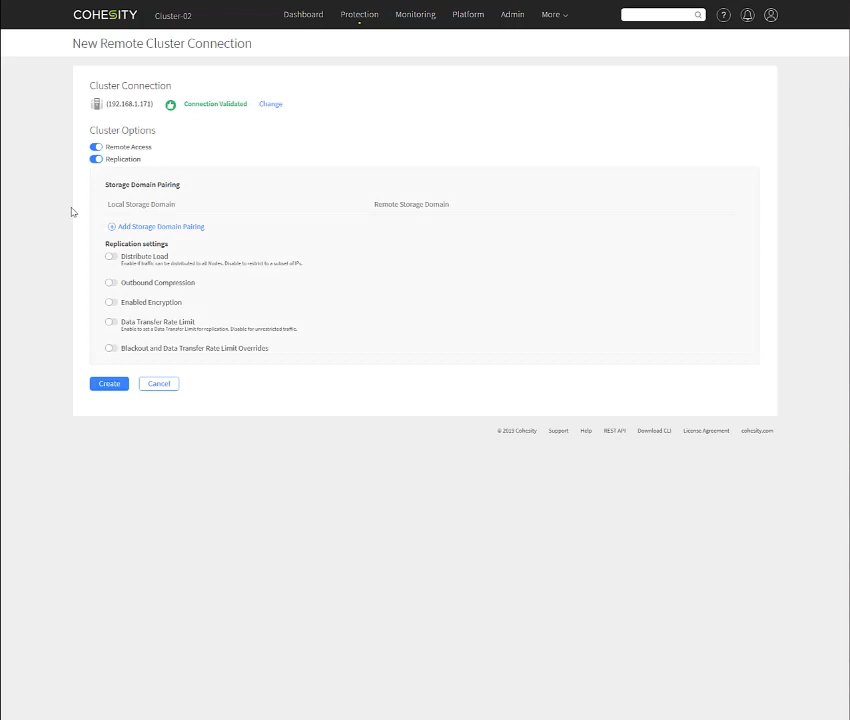 COHESITY Cluster-02 Dashboard Protection Monitoring Platform Admin More
New Remote Cluster Connection
Cluster Connection
(192.168.1.171) Connection Validated Change
Cluster Options
Remote Access
Replication
Storage Domain Pairing
Local Storage Domain Remote Storage Domain
Add Storage Domain Pairing
Replication settings
Distribute Load
Enable if traffic can be distributed to all Nodes. Disable to restrict to a subset of IPs.
Outbound Compression
Enabled Encryption
Data Transfer Rate Limit
Enable to set a Data Transfer Limit for replication. Disable for unrestricted traffic.
Blackout and Data Transfer Rate Limit Overrides
Create Cancel
© 2019 Cohesity Support Help REST API Download CLI License Agreement cohesity.com